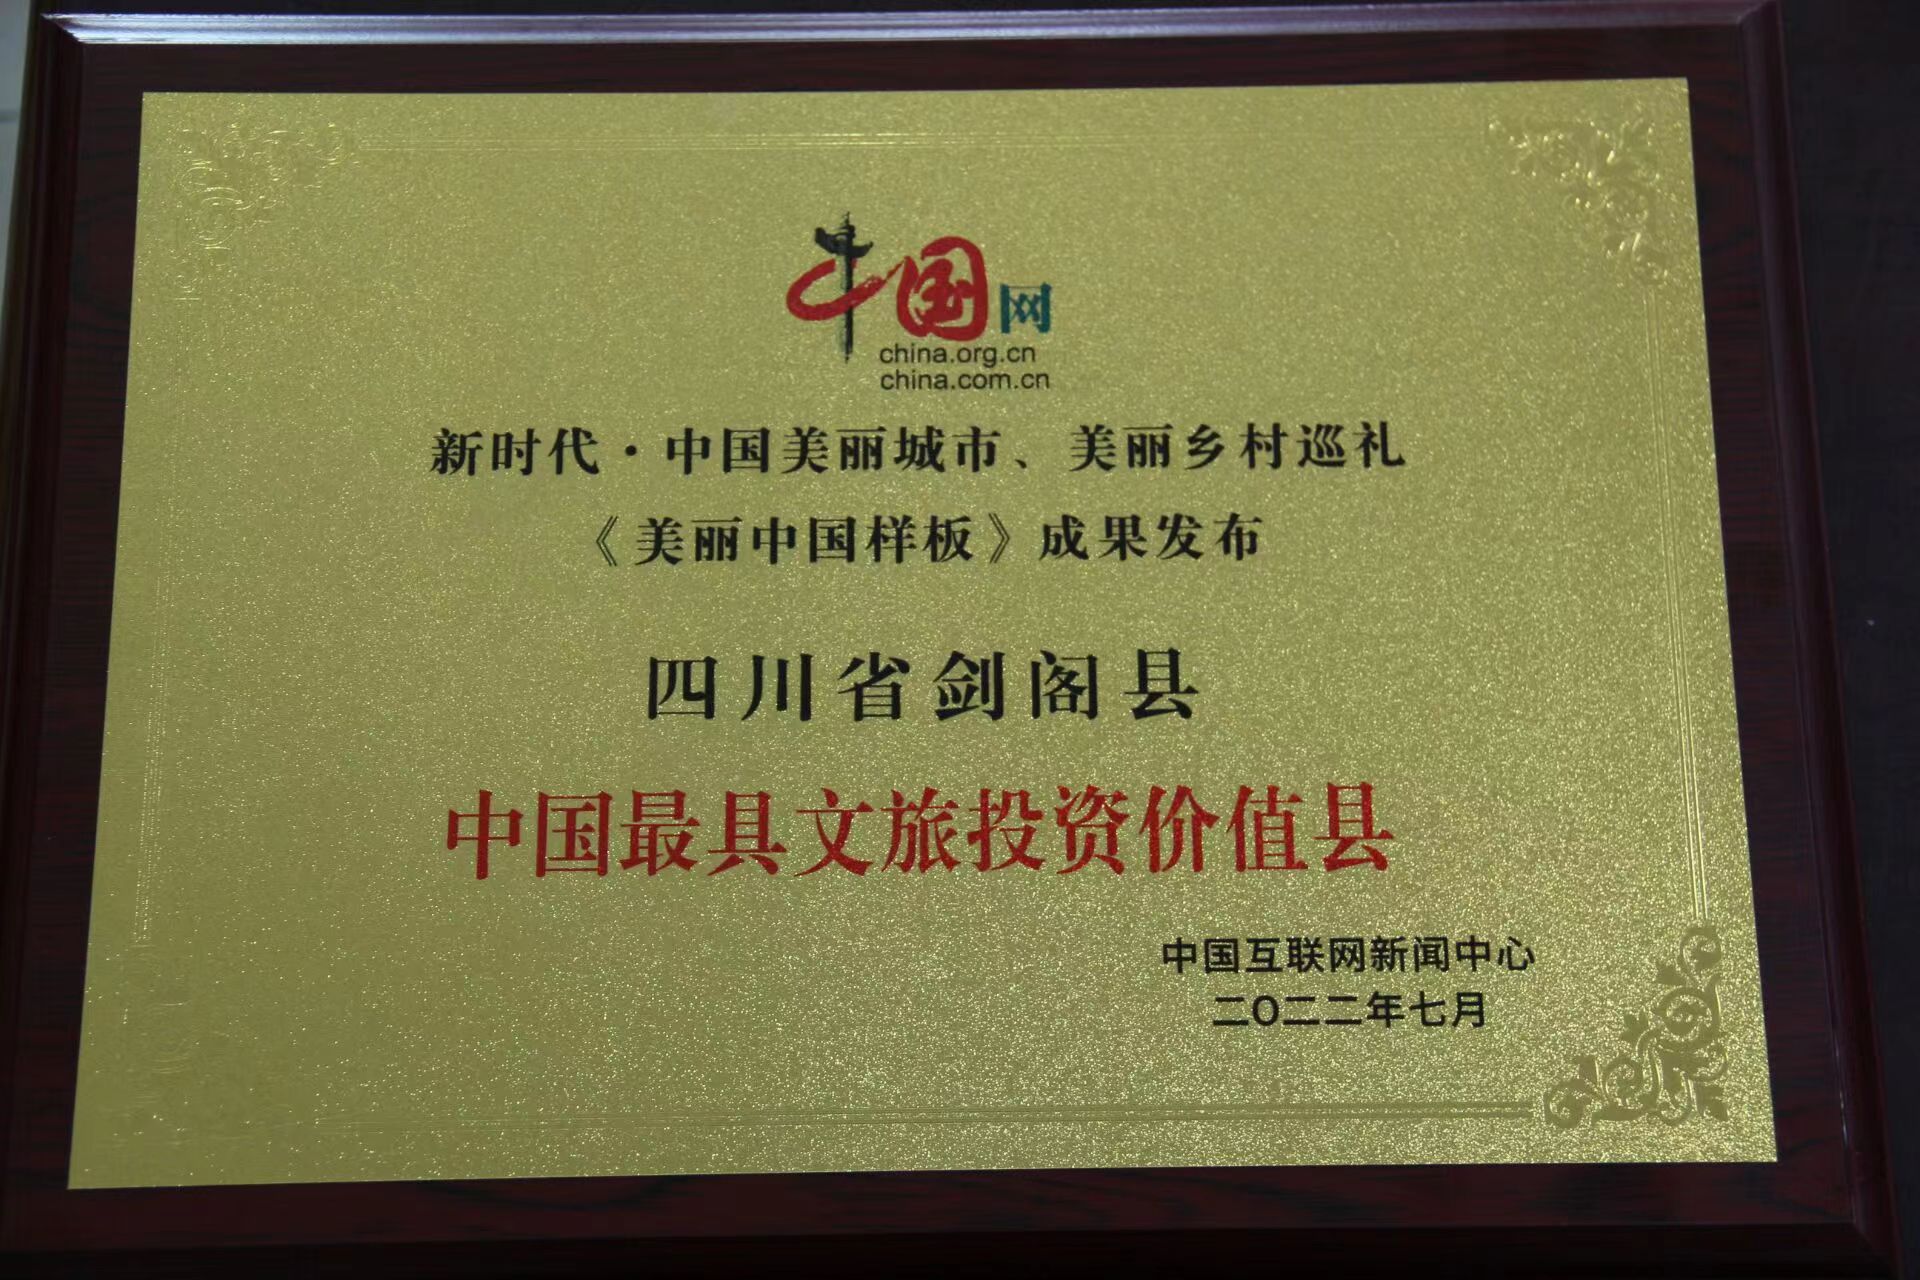 中国网
china.org.cn
china.com.cn
新时代·中国美丽城市、美丽乡村巡礼
《美丽中国样板》成果发布
四川省剑阁县
中国最具文旅投资价值县
中国互联网新闻中心
二〇二二年七月